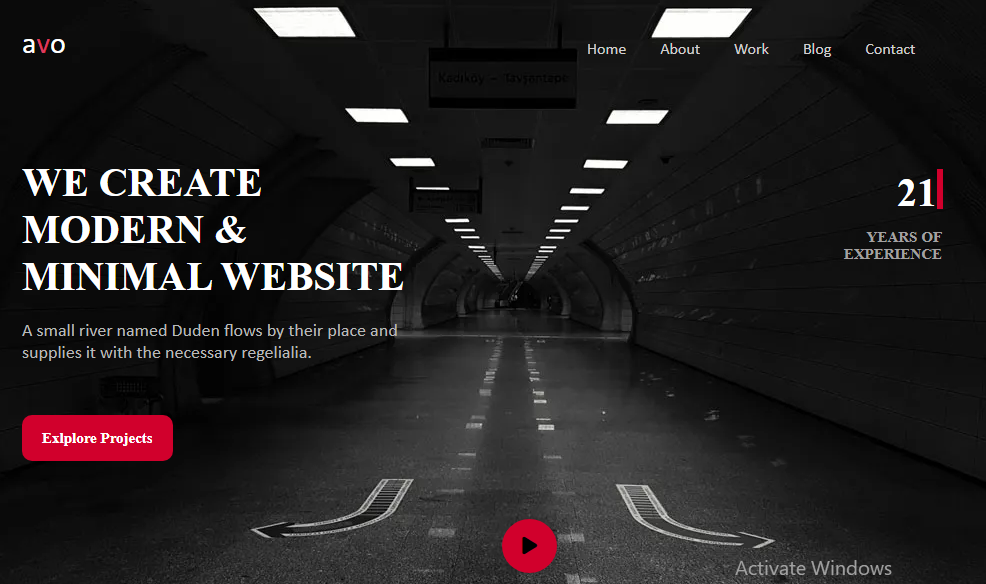 avo
Home About Work Blog Contact
Kadıköy - Tavşantepe
WE CREATE
MODERN &
MINIMAL WEBSITE
21
YEARS OF
EXPERIENCE
A small river named Duden flows by their place and
supplies it with the necessary regelialia.
Exlplore Projects
Activate Windows